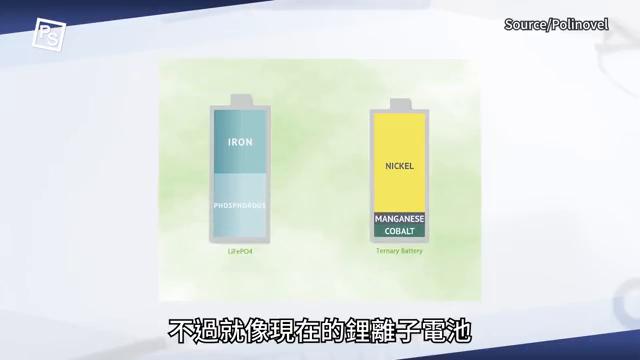 PS
Source/Polinovel
IRON
PHOSPHOROUS
LiFePO4
NICKEL
MANGANESE
COBALT
Ternary Battery
不過就像現在的鋰離子電池